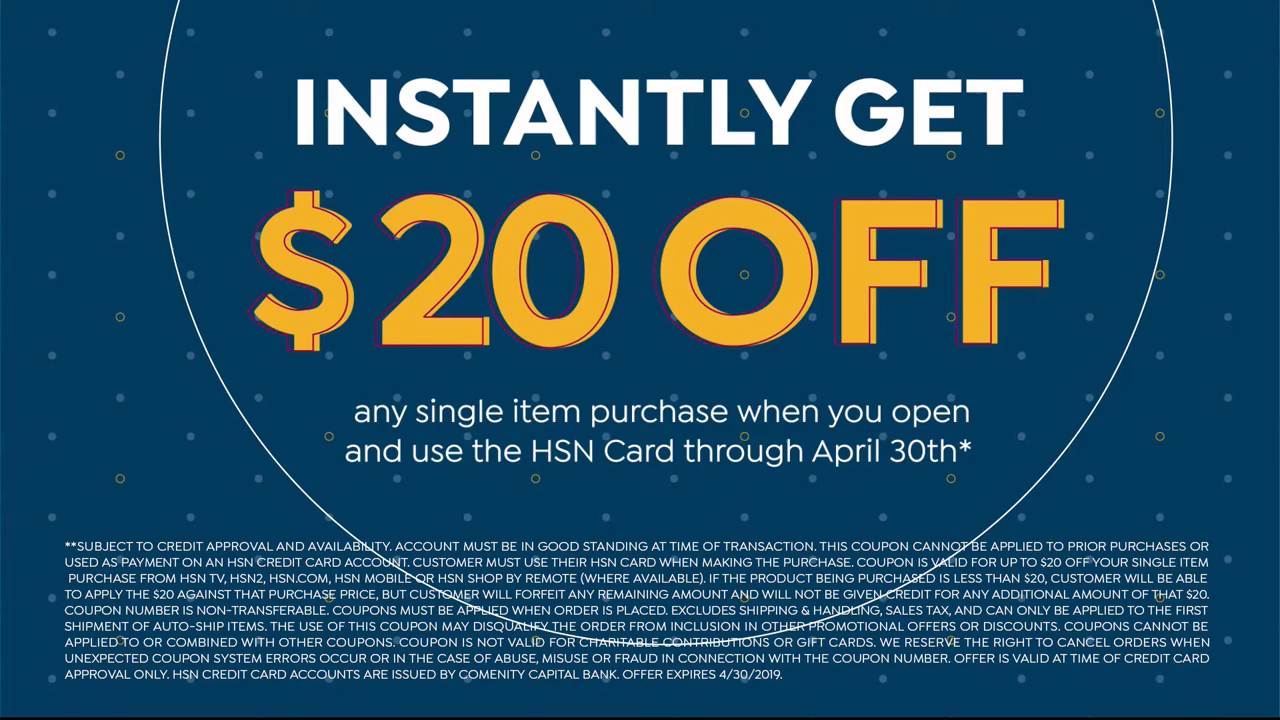 INSTANTLY GET
$20 OFF
any single item purchase when you open
and use the HSN Card through April 30th*
**SUBJECT TO CREDIT APPROVAL AND AVAILABILITY. ACCOUNT MUST BE IN GOOD STANDING AT TIME OF TRANSACTION. THIS COUPON CANNOT BE APPLIED TO PRIOR PURCHASES OR
USED AS PAYMENT ON AN HSN CREDIT CARD ACCOUNT. CUSTOMER MUST USE THEIR HSN CARD WHEN MAKING THE PURCHASE. COUPON IS VALID FOR UP TO $20 OFF YOUR SINGLE ITEM
PURCHASE FROM HSN TV, HSN2, HSN.COM, HSN MOBILE OR HSN SHOP BY REMOTE (WHERE AVAILABLE). IF THE PRODUCT BEING PURCHASED IS LESS THAN $20, CUSTOMER WILL BE ABLE
TO APPLY THE $20 AGAINST THAT PURCHASE PRICE, BUT CUSTOMER WILL FORFEIT ANY REMAINING AMOUNT AND WILL NOT BE GIVEN CREDIT FOR ANY ADDITIONAL AMOUNT OF THAT $20.
COUPON NUMBER IS NON-TRANSFERABLE. COUPONS MUST BE APPLIED WHEN ORDER IS PLACED. EXCLUDES SHIPPING & HANDLING, SALES TAX, AND CAN ONLY BE APPLIED TO THE FIRST
SHIPMENT OF AUTO-SHIP ITEMS. THE USE OF THIS COUPON MAY DISQUALIFY THE ORDER FROM INCLUSION IN OTHER PROMOTIONAL OFFERS OR DISCOUNTS. COUPONS CANNOT BE
APPLIED TO OR COMBINED WITH OTHER COUPONS. COUPON IS NOT VALID FOR CHARITABLE CONTRIBUTIONS OR GIFT CARDS. WE RESERVE THE RIGHT TO CANCEL ORDERS WHEN
UNEXPECTED COUPON SYSTEM ERRORS OCCUR OR IN THE CASE OF ABUSE, MISUSE OR FRAUD IN CONNECTION WITH THE COUPON NUMBER. OFFER IS VALID AT TIME OF CREDIT CARD
APPROVAL ONLY. HSN CREDIT CARD ACCOUNTS ARE ISSUED BY COMENITY CAPITAL BANK. OFFER EXPIRES 4/30/2019.